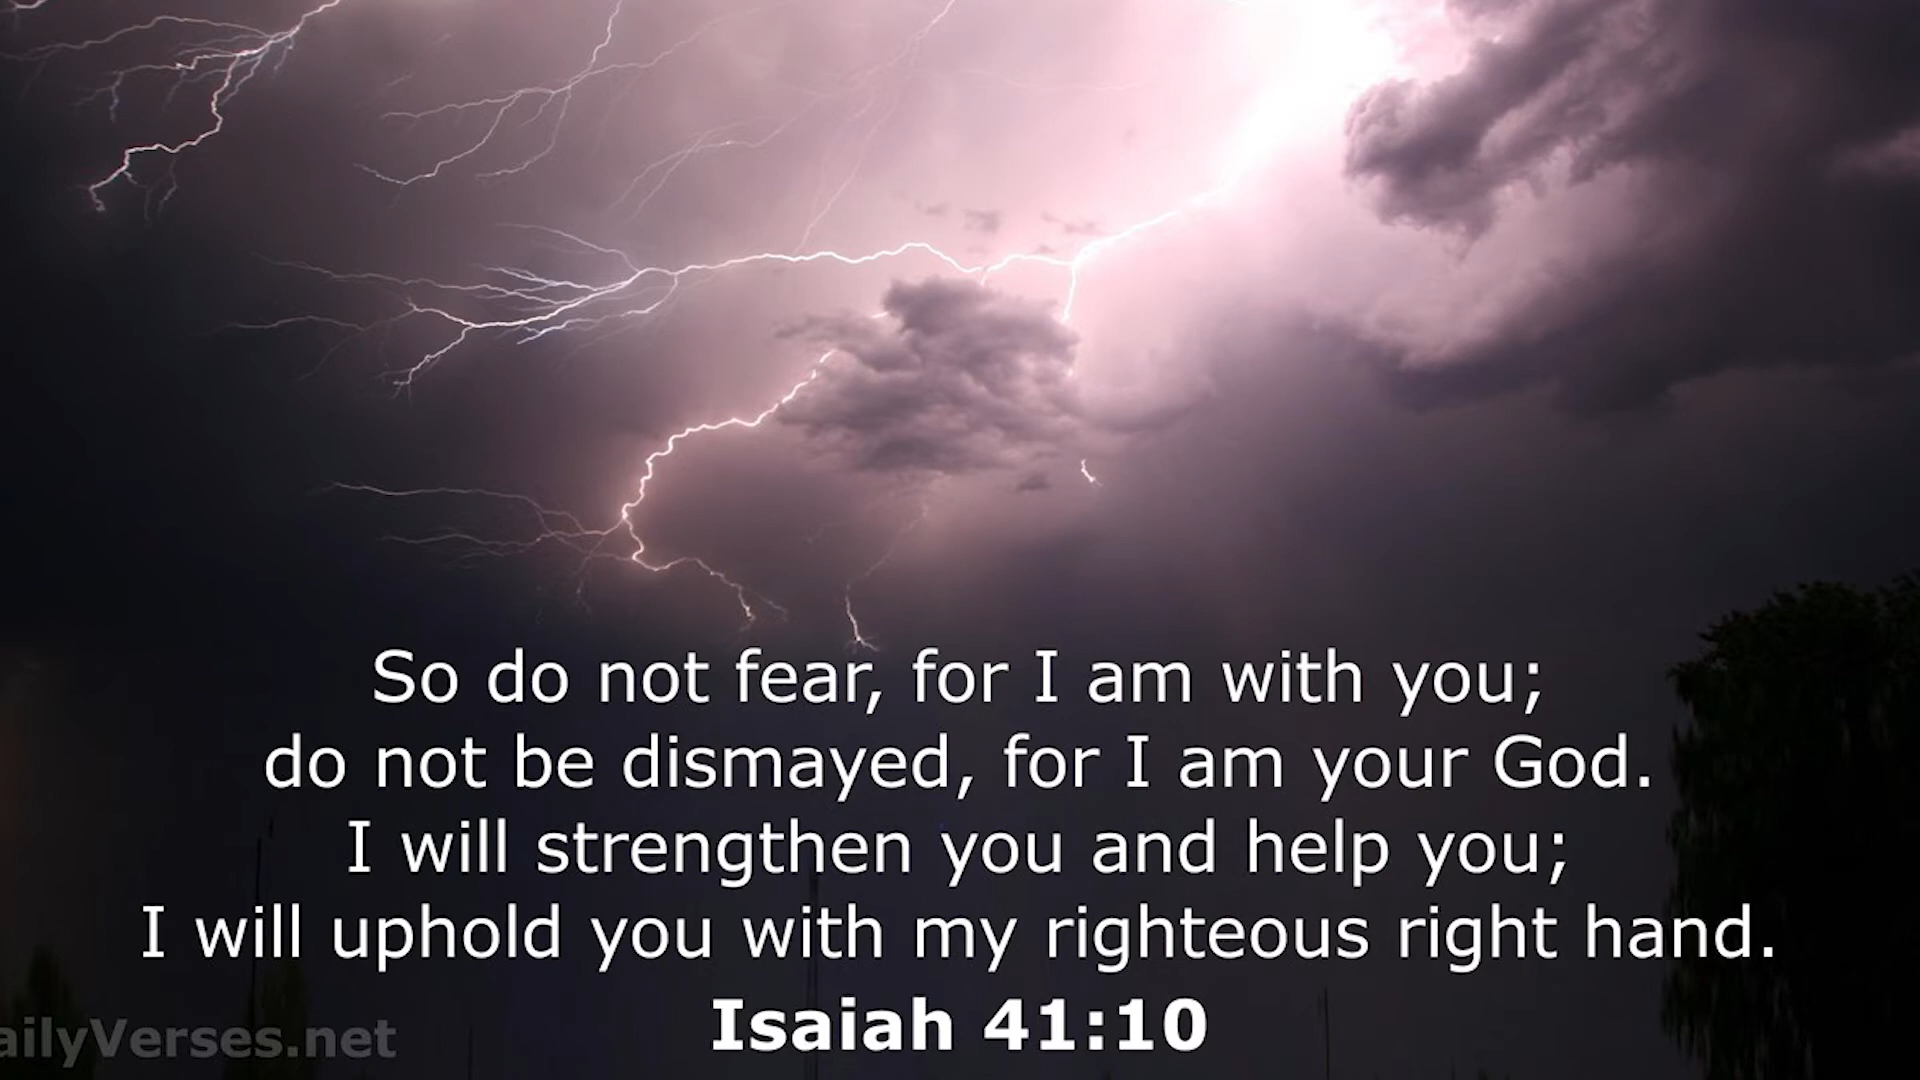 So do not fear, for I am with you;
do not be dismayed, for I am your God.
I will strengthen you and help you;
I will uphold you with my righteous right hand.
Isaiah 41:10
ailyVerses.net